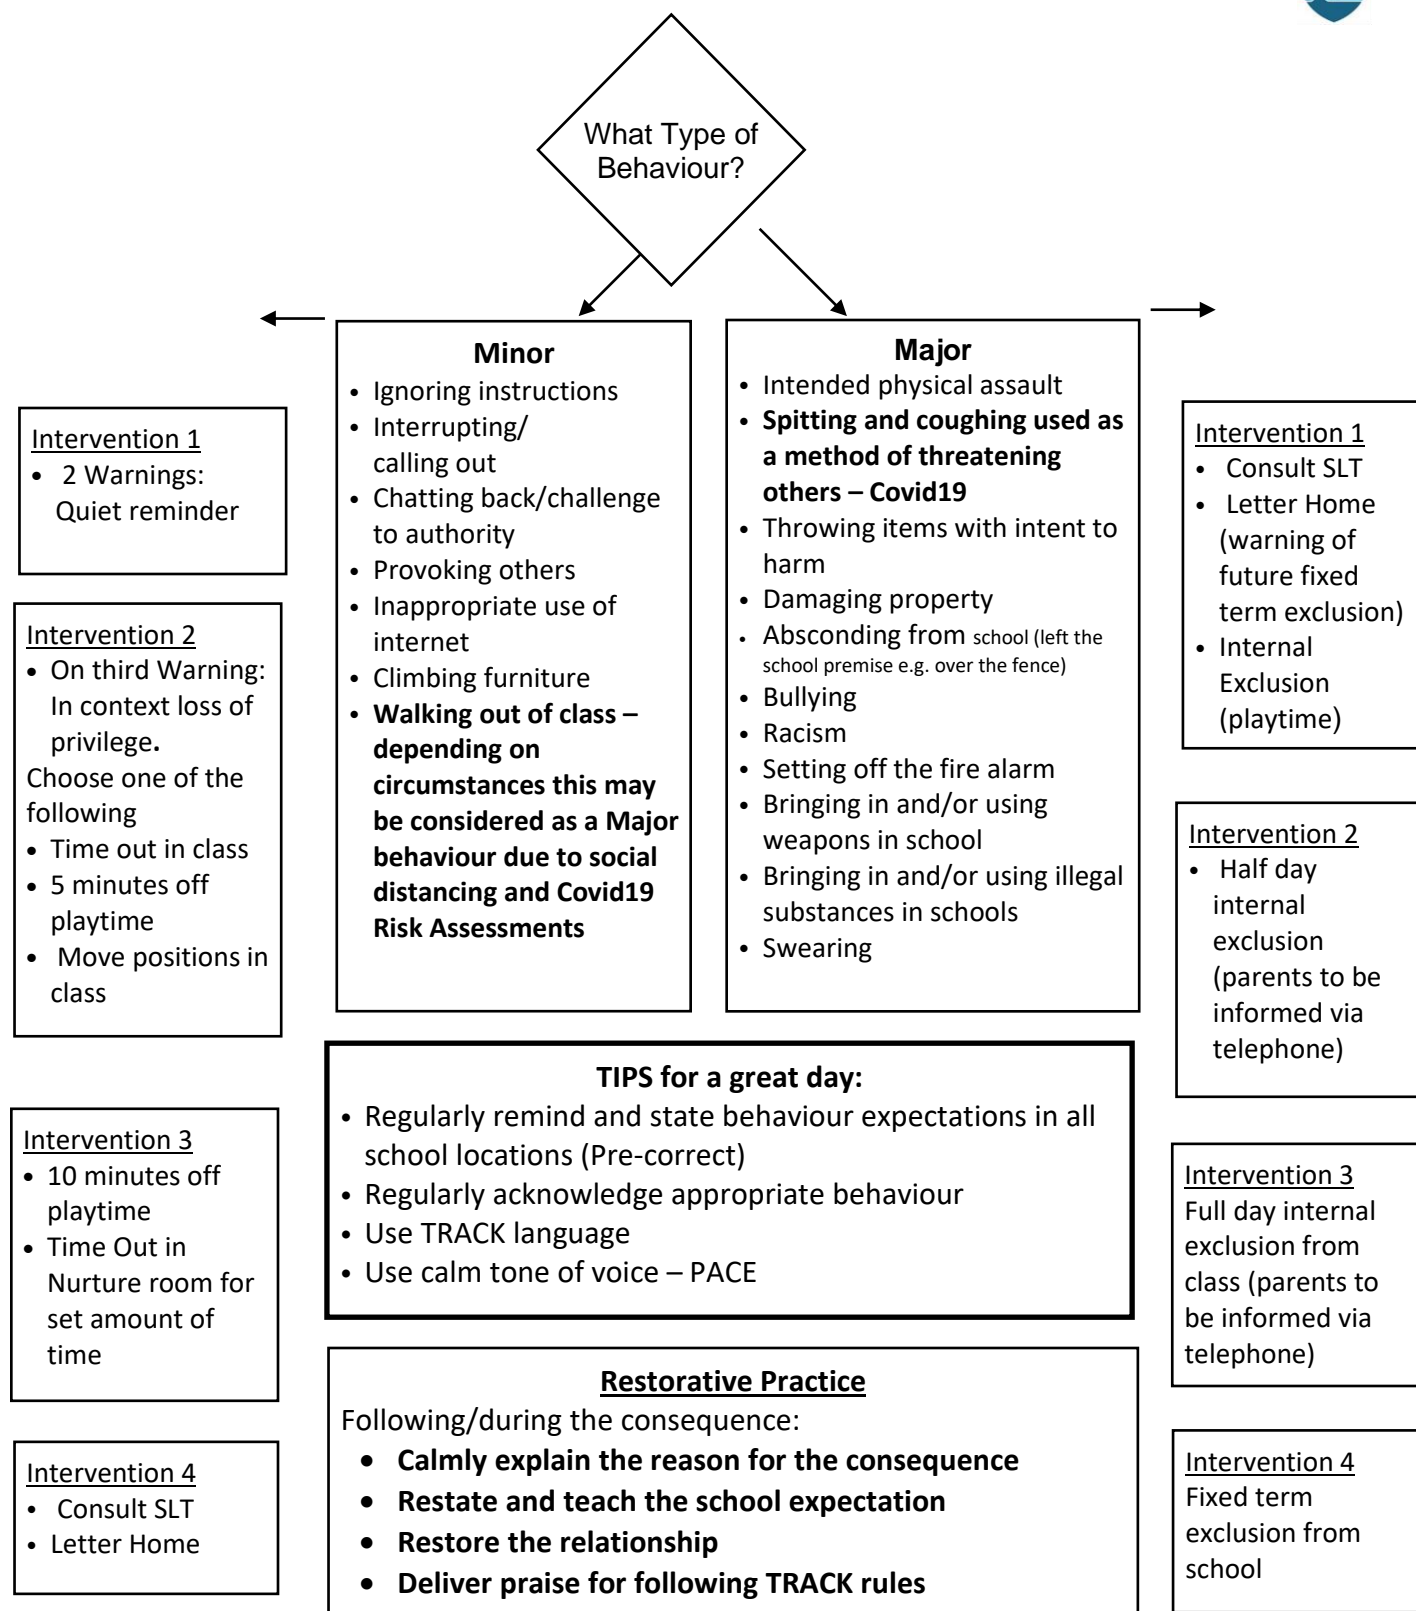 What Type of
Behaviour?
Minor
• Ignoring instructions
• Interrupting/
calling out
• Chatting back/challenge
to authority
• Provoking others
• Inappropriate use of
internet
• Climbing furniture
• Walking out of class –
depending on
circumstances this may
be considered as a Major
behaviour due to social
distancing and Covid19
Risk Assessments
Major
• Intended physical assault
• Spitting and coughing used as
a method of threatening
others – Covid19
• Throwing items with intent to
harm
• Damaging property
• Absconding from school (left the
school premise e.g. over the fence)
• Bullying
• Racism
• Setting off the fire alarm
• Bringing in and/or using
weapons in school
• Bringing in and/or using illegal
substances in schools
• Swearing
Intervention 1
• 2 Warnings:
Quiet reminder
Intervention 2
• On third Warning:
In context loss of
privilege.
Choose one of the
following
• Time out in class
• 5 minutes off
playtime
• Move positions in
class
Intervention 3
• 10 minutes off
playtime
• Time Out in
Nurture room for
set amount of
time
Intervention 4
• Consult SLT
• Letter Home
Intervention 1
• Consult SLT
• Letter Home
(warning of
future fixed
term exclusion)
• Internal
Exclusion
(playtime)
Intervention 2
• Half day
internal
exclusion
(parents to be
informed via
telephone)
Intervention 3
Full day internal
exclusion from
class (parents to
be informed via
telephone)
Intervention 4
Fixed term
exclusion from
school
TIPS for a great day:
• Regularly remind and state behaviour expectations in all
school locations (Pre-correct)
• Regularly acknowledge appropriate behaviour
• Use TRACK language
• Use calm tone of voice – PACE
Restorative Practice
Following/during the consequence:
• Calmly explain the reason for the consequence
• Restate and teach the school expectation
• Restore the relationship
• Deliver praise for following TRACK rules